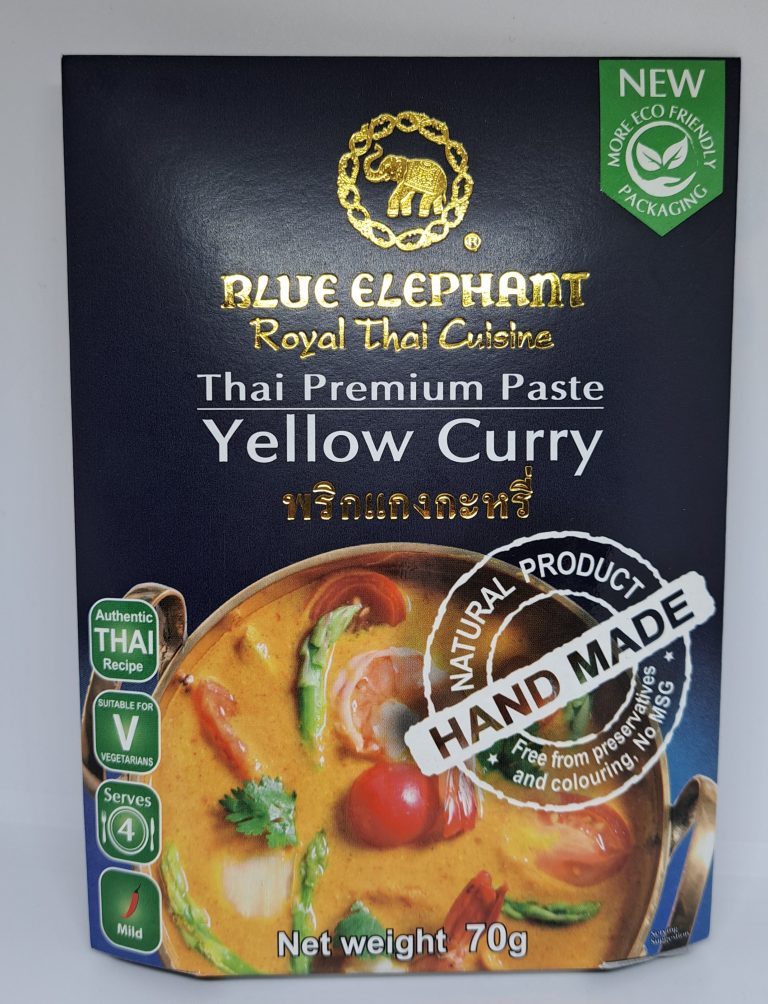 NEW
MORE ECO FRIENDLY
PACKAGING
®
BLUE ELEPHANT
Royal Thai Cuisine
Thai Premium Paste
Yellow Curry
พริกแกงกะหรี่
NATURAL PRODUCT
HAND MADE
Free from preservatives
and colouring, No MSG
Authentic
THAI
Recipe
SUITABLE FOR
V
VEGETARIANS
Serves
4
Mild
Net weight 70g
Serving
Suggestion